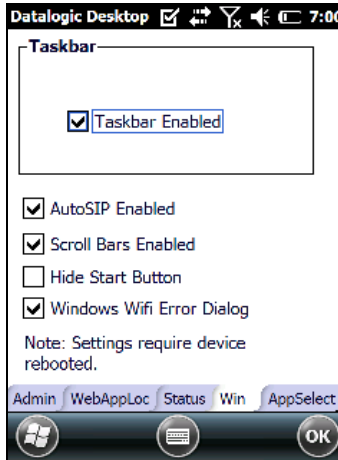 Datalogic Desktop 7:00
Taskbar
Taskbar Enabled
AutoSIP Enabled
Scroll Bars Enabled
Hide Start Button
Windows Wifi Error Dialog
Note: Settings require device
rebooted.
Admin WebAppLoc Status Win AppSelect
OK